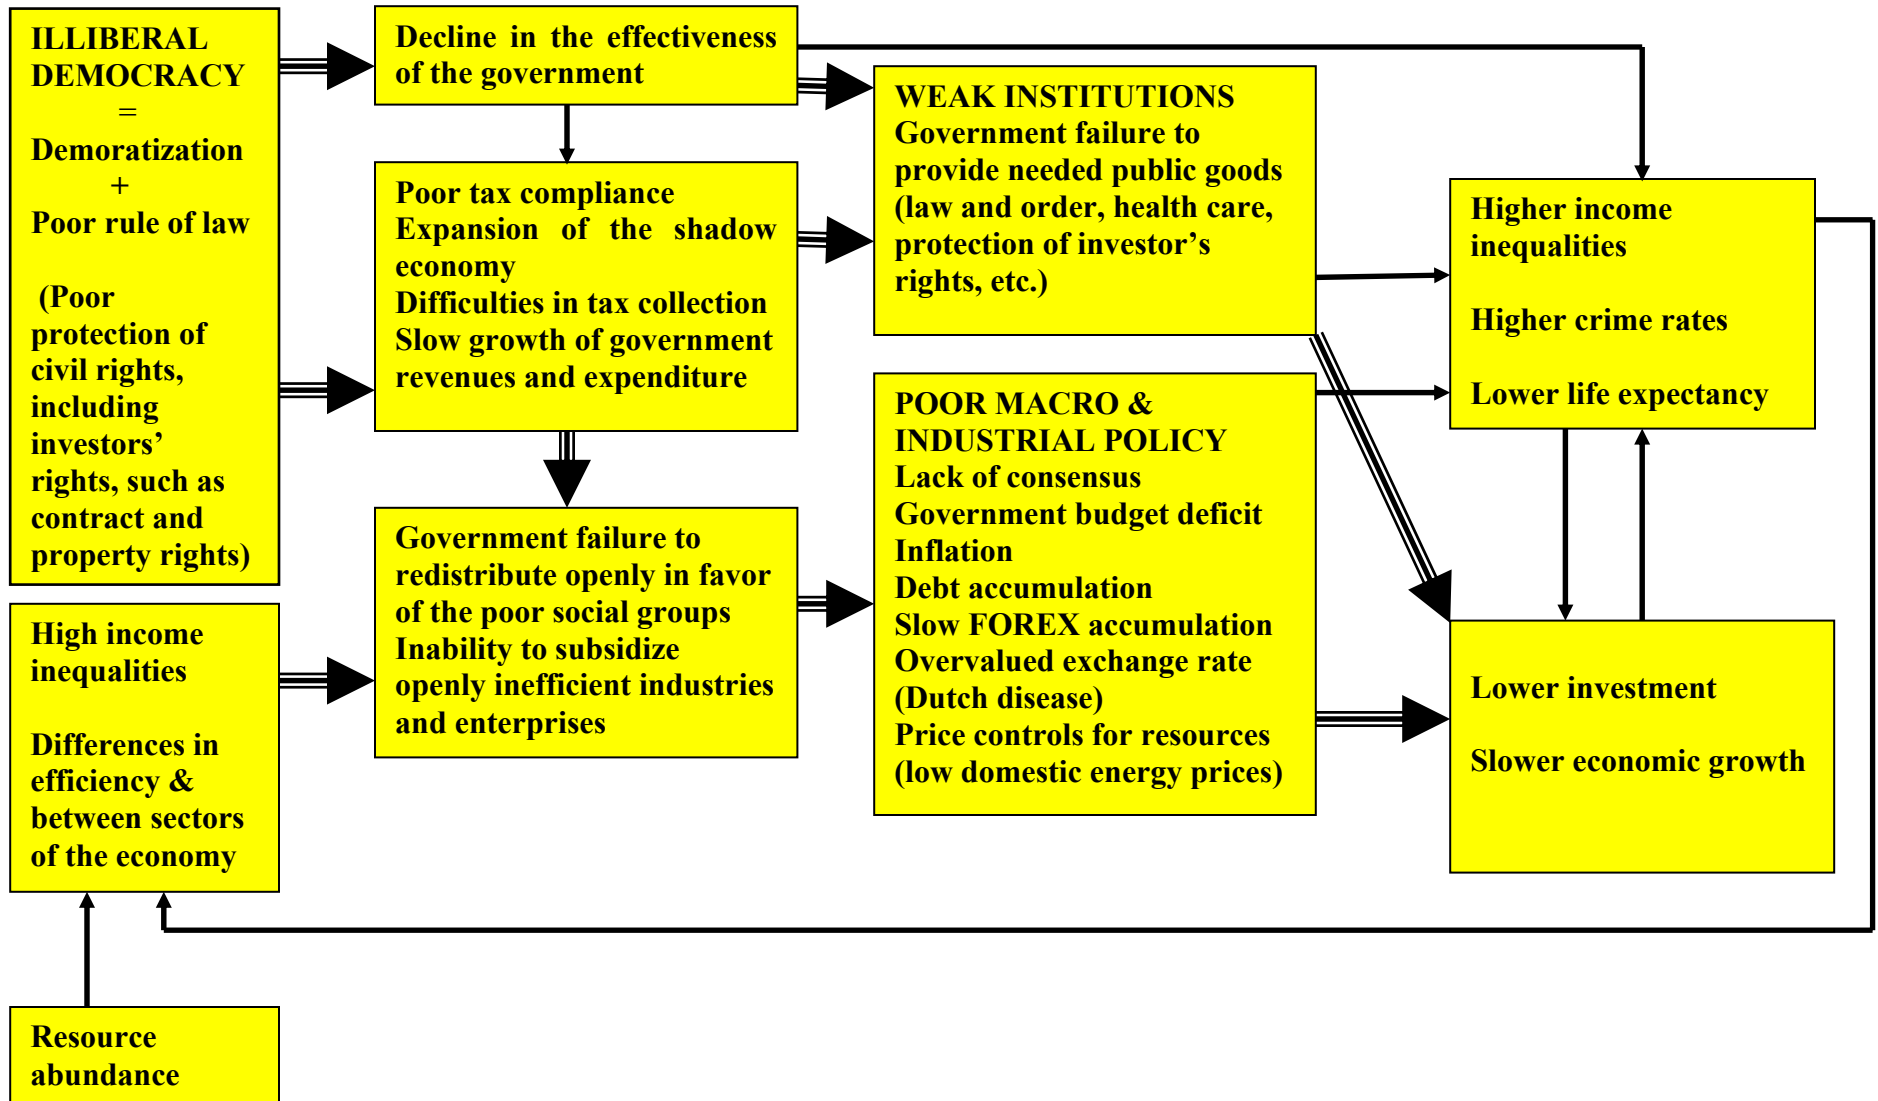 ILLIBERAL
DEMOCRACY
=
Demoratization
+
Poor rule of law
(Poor
protection of
civil rights,
including
investors’
rights, such as
contract and
property rights)
High income
inequalities
Differences in
efficiency &
between sectors
of the economy
Resource
abundance
Decline in the effectiveness
of the government
Poor tax compliance
Expansion of the shadow
economy
Difficulties in tax collection
Slow growth of government
revenues and expenditure
Government failure to
redistribute openly in favor
of the poor social groups
Inability to subsidize
openly inefficient industries
and enterprises
WEAK INSTITUTIONS
Government failure to
provide needed public goods
(law and order, health care,
protection of investor’s
rights, etc.)
POOR MACRO &
INDUSTRIAL POLICY
Lack of consensus
Government budget deficit
Inflation
Debt accumulation
Slow FOREX accumulation
Overvalued exchange rate
(Dutch disease)
Price controls for resources
(low domestic energy prices)
Higher income
inequalities
Higher crime rates
Lower life expectancy
Lower investment
Slower economic growth